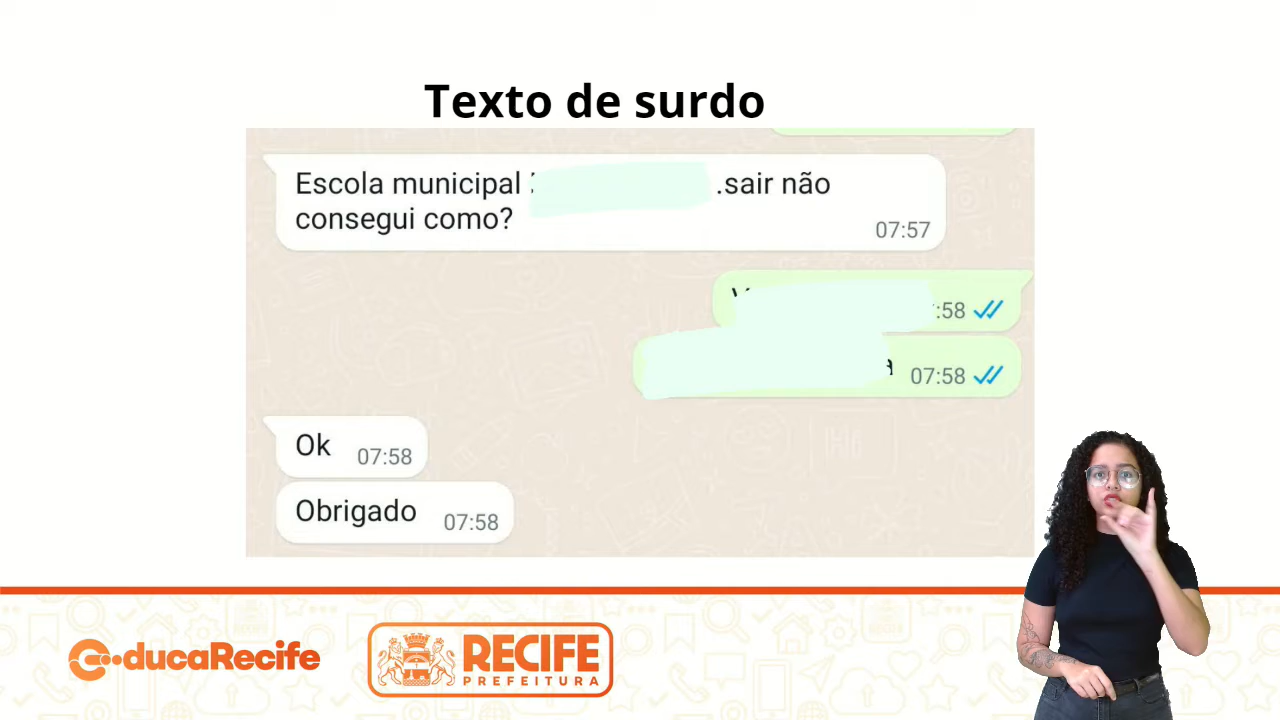 Texto de surdo
Escola municipal .sair não
consegui como?
07:57
:58
07:58
Ok 07:58
Obrigado 07:58
ducaRecife
RECIFE
PREFEITURA